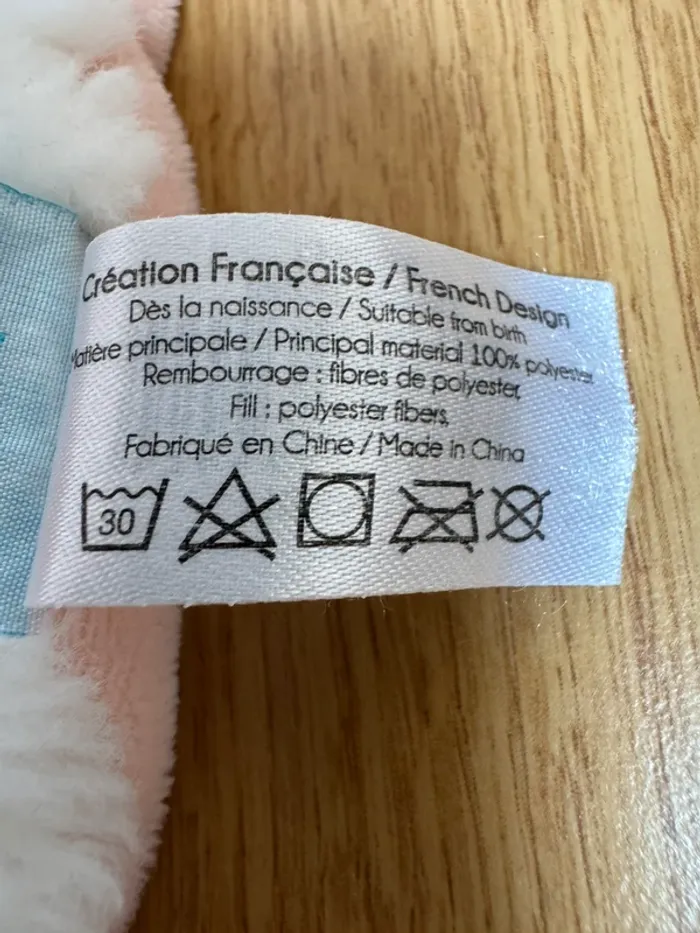 Création Française / French Design
Dès la naissance / Suitable from birth
Matière principale / Principal material 100% polyester
Rembourrage : fibres de polyester,
Fill : polyester fibers,
Fabriqué en Chine / Made in China
30